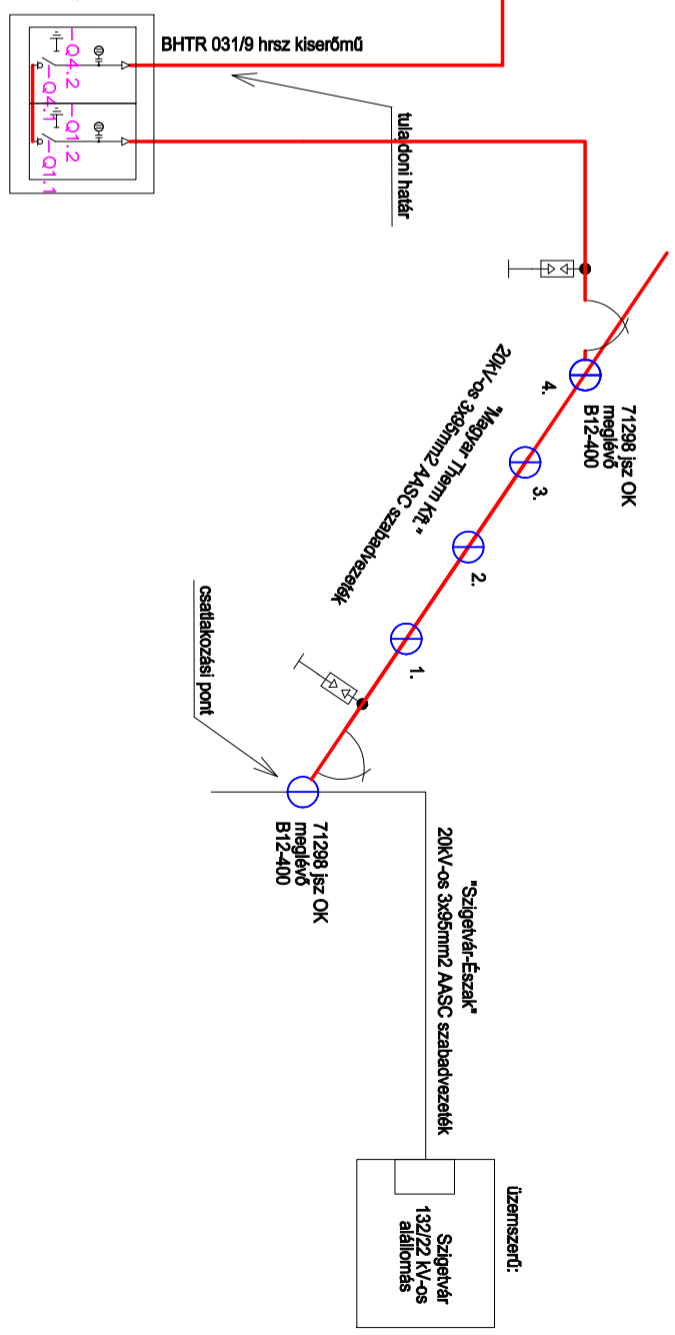 BHTR 031/9 hrsz kiserőmű
-Q4.2
-Q4.1
-Q1.2
-Q1.1
tulajdoni határ
71298 jsz OK
meglévő
B12-400
4.
3.
2.
1.
"Magyar Therm Kft."
20kV-os 3x95mm2 AASC szabadvezeték
csatlakozási pont
71298 jsz OK
meglévő
B12-400
"Szigetvár-Észak"
20kV-os 3x95mm2 AASC szabadvezeték
üzemszerű:
Szigetvár
132/22 kV-os
alállomás